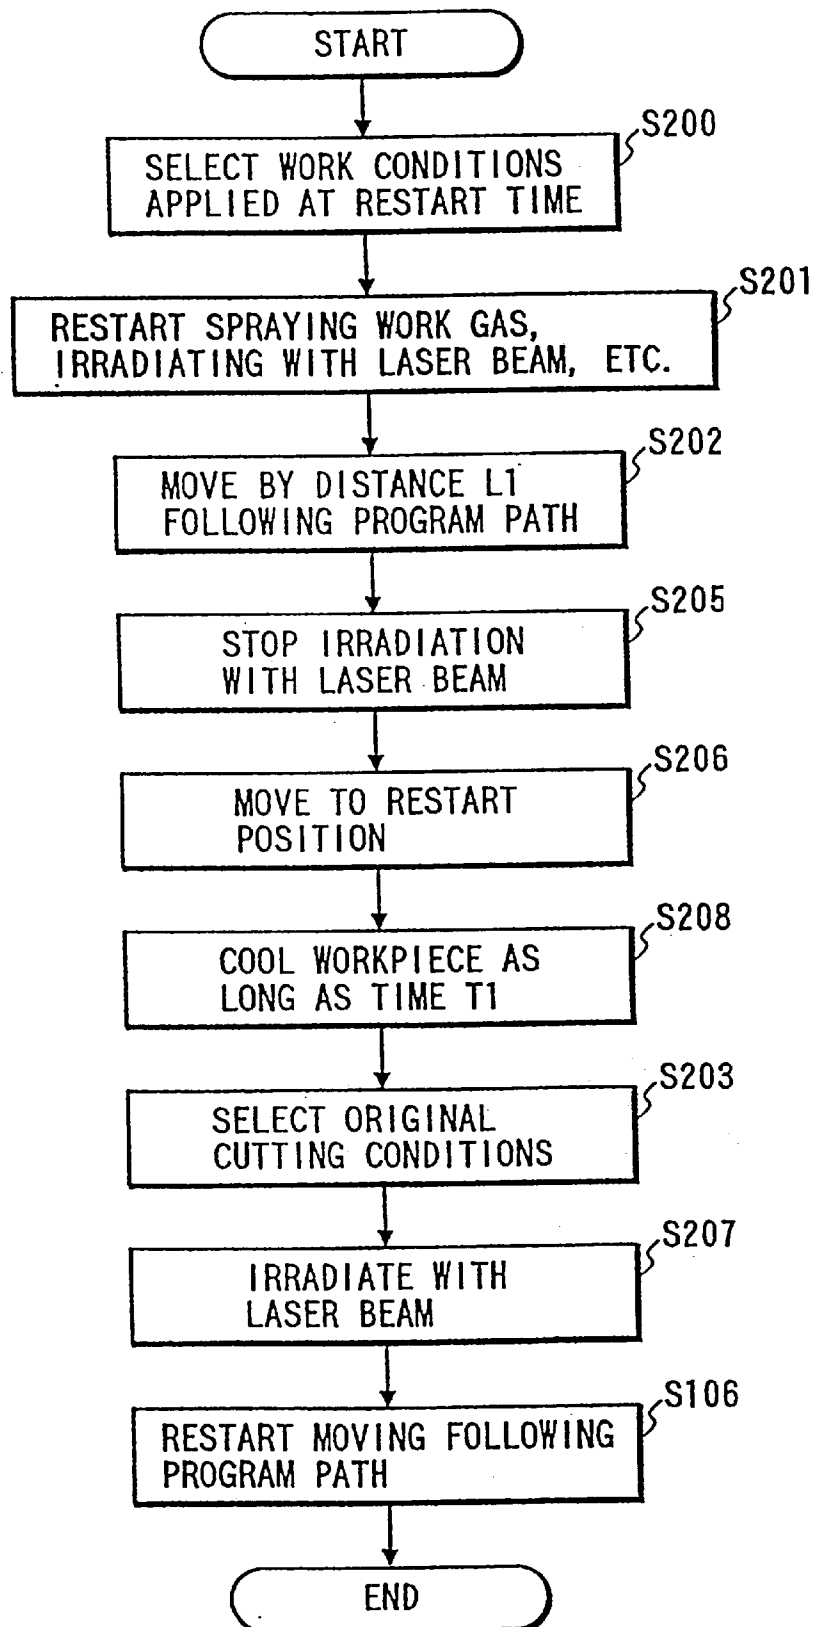 START
S200
SELECT WORK CONDITIONS
APPLIED AT RESTART TIME
S201
RESTART SPRAYING WORK GAS,
IRRADIATING WITH LASER BEAM, ETC.
S202
MOVE BY DISTANCE L1
FOLLOWING PROGRAM PATH
S205
STOP IRRADIATION
WITH LASER BEAM
S206
MOVE TO RESTART
POSITION
S208
COOL WORKPIECE AS
LONG AS TIME T1
S203
SELECT ORIGINAL
CUTTING CONDITIONS
S207
IRRADIATE WITH
LASER BEAM
S106
RESTART MOVING FOLLOWING
PROGRAM PATH
END